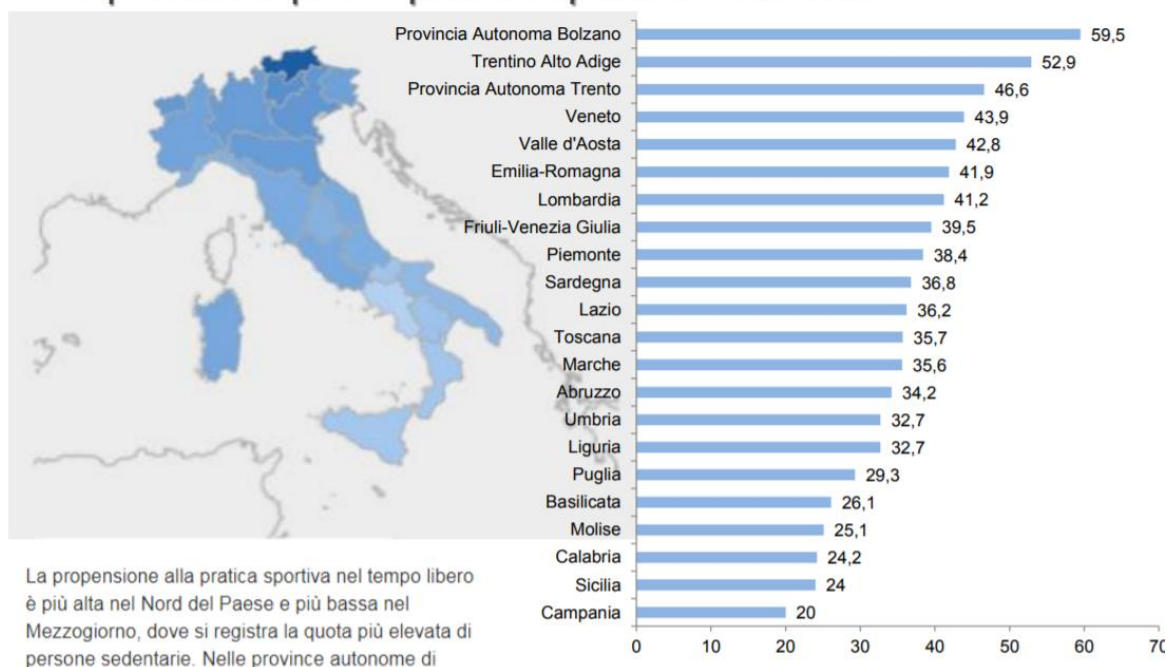 Provincia Autonoma Bolzano 59,5
Trentino Alto Adige 52,9
Provincia Autonoma Trento 46,6
Veneto 43,9
Valle d'Aosta 42,8
Emilia-Romagna 41,9
Lombardia 41,2
Friuli-Venezia Giulia 39,5
Piemonte 38,4
Sardegna 36,8
Lazio 36,2
Toscana 35,7
Marche 35,6
Abruzzo 34,2
Umbria 32,7
Liguria 32,7
Puglia 29,3
Basilicata 26,1
Molise 25,1
Calabria 24,2
Sicilia 24
Campania 20
0 10 20 30 40 50 60 70
La propensione alla pratica sportiva nel tempo libero
è più alta nel Nord del Paese e più bassa nel
Mezzogiorno, dove si registra la quota più elevata di
persone sedentarie. Nelle province autonome di